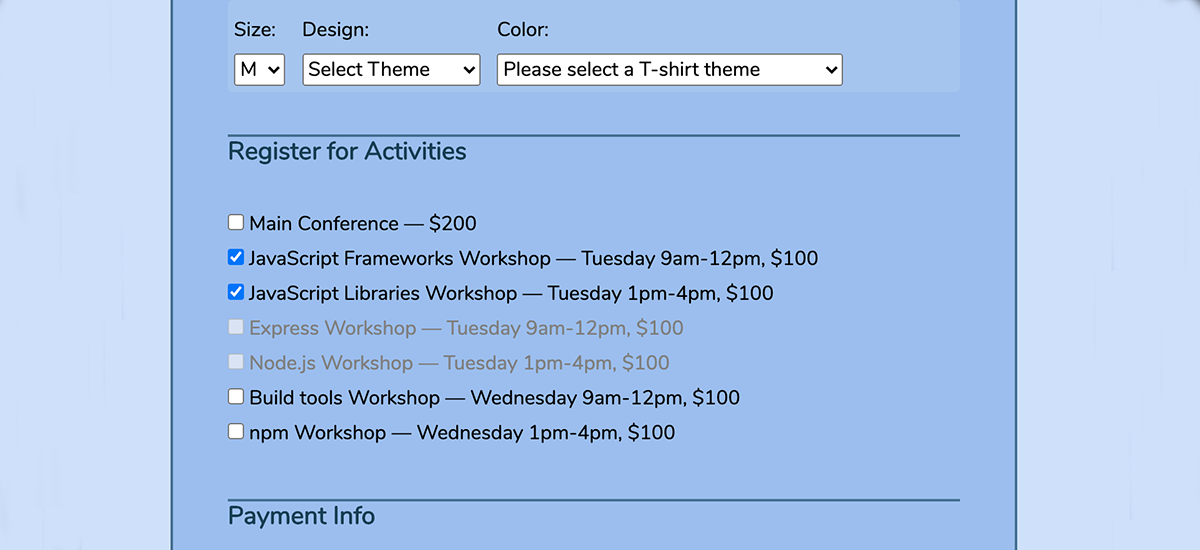 Size: Design: Color:
M Select Theme Please select a T-shirt theme
Register for Activities
Main Conference — $200
JavaScript Frameworks Workshop — Tuesday 9am-12pm, $100
JavaScript Libraries Workshop — Tuesday 1pm-4pm, $100
Express Workshop — Tuesday 9am-12pm, $100
Node.js Workshop — Tuesday 1pm-4pm, $100
Build tools Workshop — Wednesday 9am-12pm, $100
npm Workshop — Wednesday 1pm-4pm, $100
Payment Info